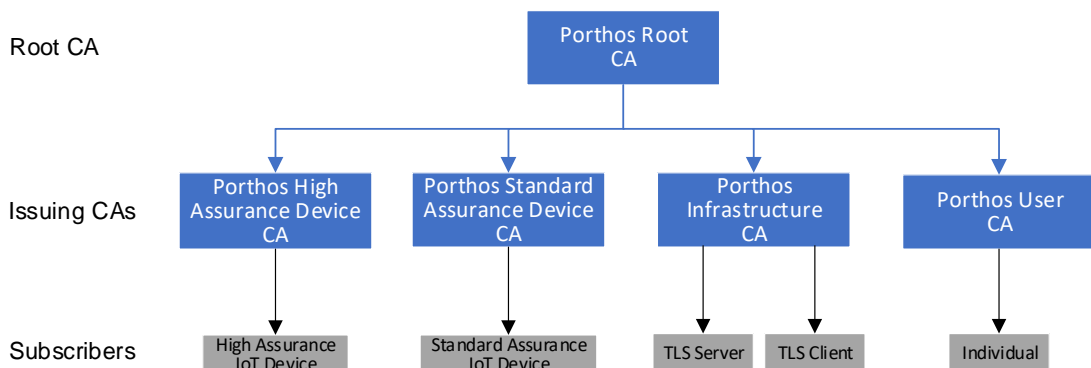 Root CA
Porthos Root
CA
Issuing CAs
Porthos High
Assurance Device
CA
Porthos Standard
Assurance Device
CA
Porthos
Infrastructure
CA
Porthos User
CA
Subscribers
High Assurance
IoT Device
Standard Assurance
IoT Device
TLS Server
TLS Client
Individual